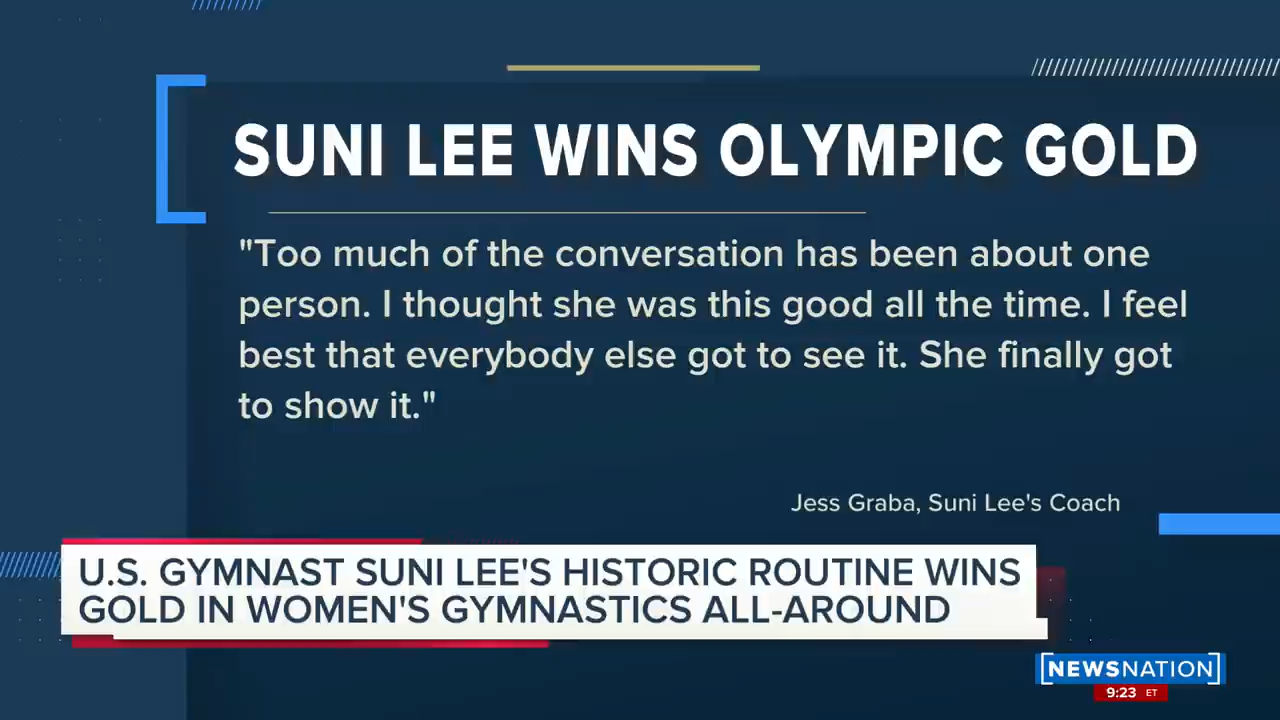 SUNI LEE WINS OLYMPIC GOLD
"Too much of the conversation has been about one
person. I thought she was this good all the time. I feel
best that everybody else got to see it. She finally got
to show it."
Jess Graba, Suni Lee's Coach
U.S. GYMNAST SUNI LEE'S HISTORIC ROUTINE WINS
GOLD IN WOMEN'S GYMNASTICS ALL-AROUND
[NEWSNATION]
9:23 ET